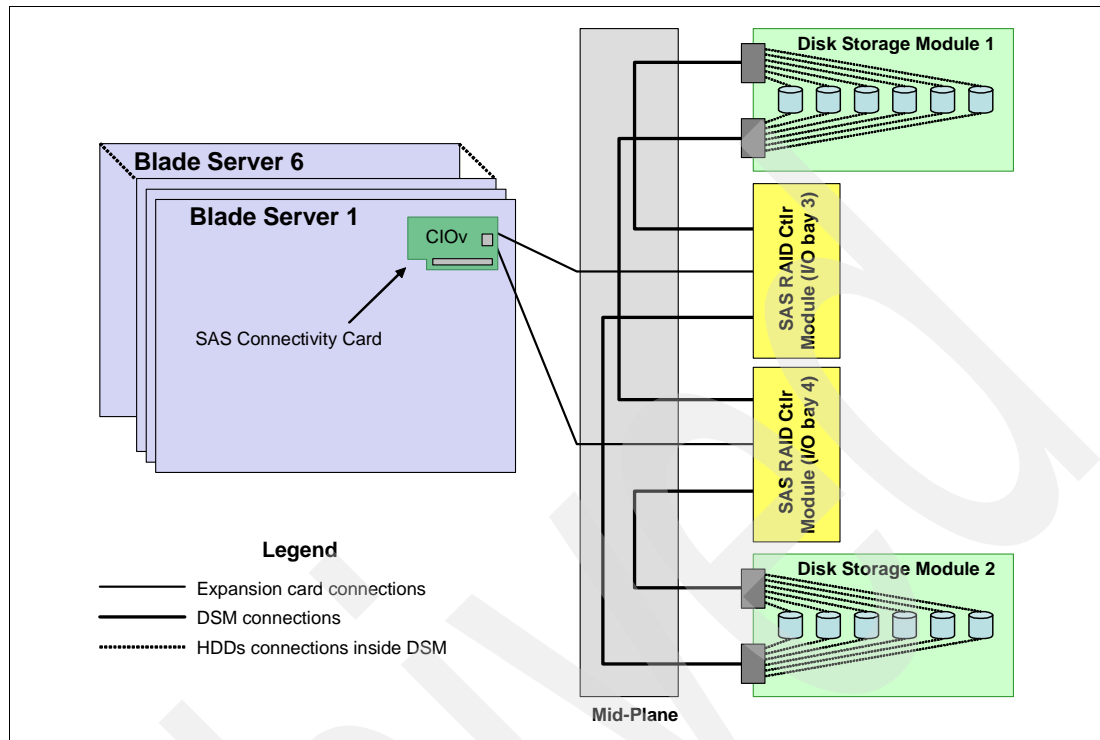 Disk Storage Module 1
Blade Server 6
Blade Server 1
CIOv
SAS Connectivity Card
SAS RAID Ctlr
Module (I/O bay 3)
SAS RAID Ctlr
Module (I/O bay 4)
Legend
Expansion card connections
DSM connections
HDDs connections inside DSM
Disk Storage Module 2
Mid-Plane